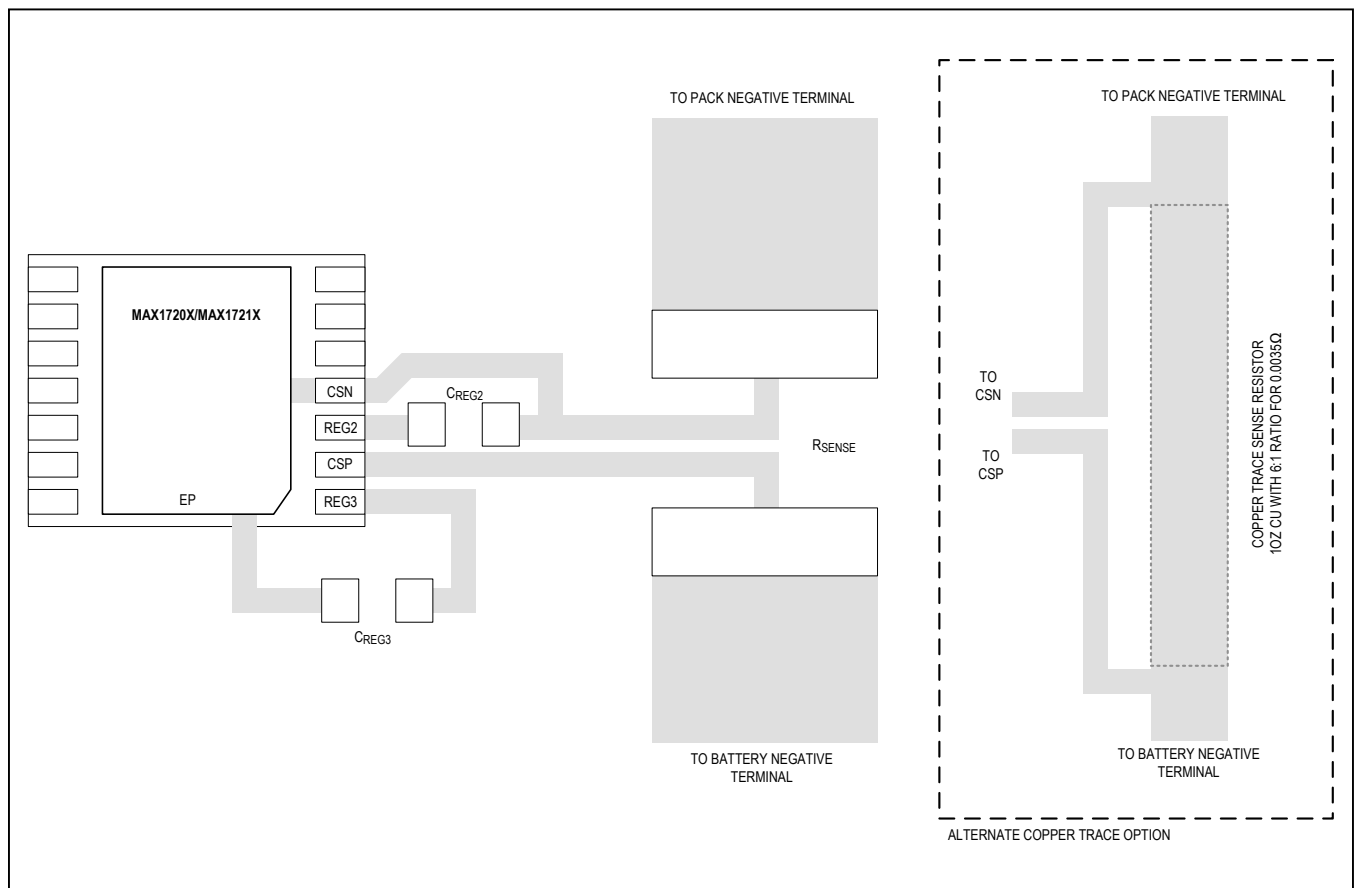 TO PACK NEGATIVE TERMINAL
TO PACK NEGATIVE TERMINAL
MAX1720X/MAX1721X
CSN
REG2
CSP
REG3
EP
CREG2
CREG3
RSENSE
TO BATTERY NEGATIVE
TERMINAL
TO
CSN
TO
CSP
COPPER TRACE SENSE RESISTOR
1OZ CU WITH 6:1 RATIO FOR 0.0035Ω
TO BATTERY NEGATIVE
TERMINAL
ALTERNATE COPPER TRACE OPTION